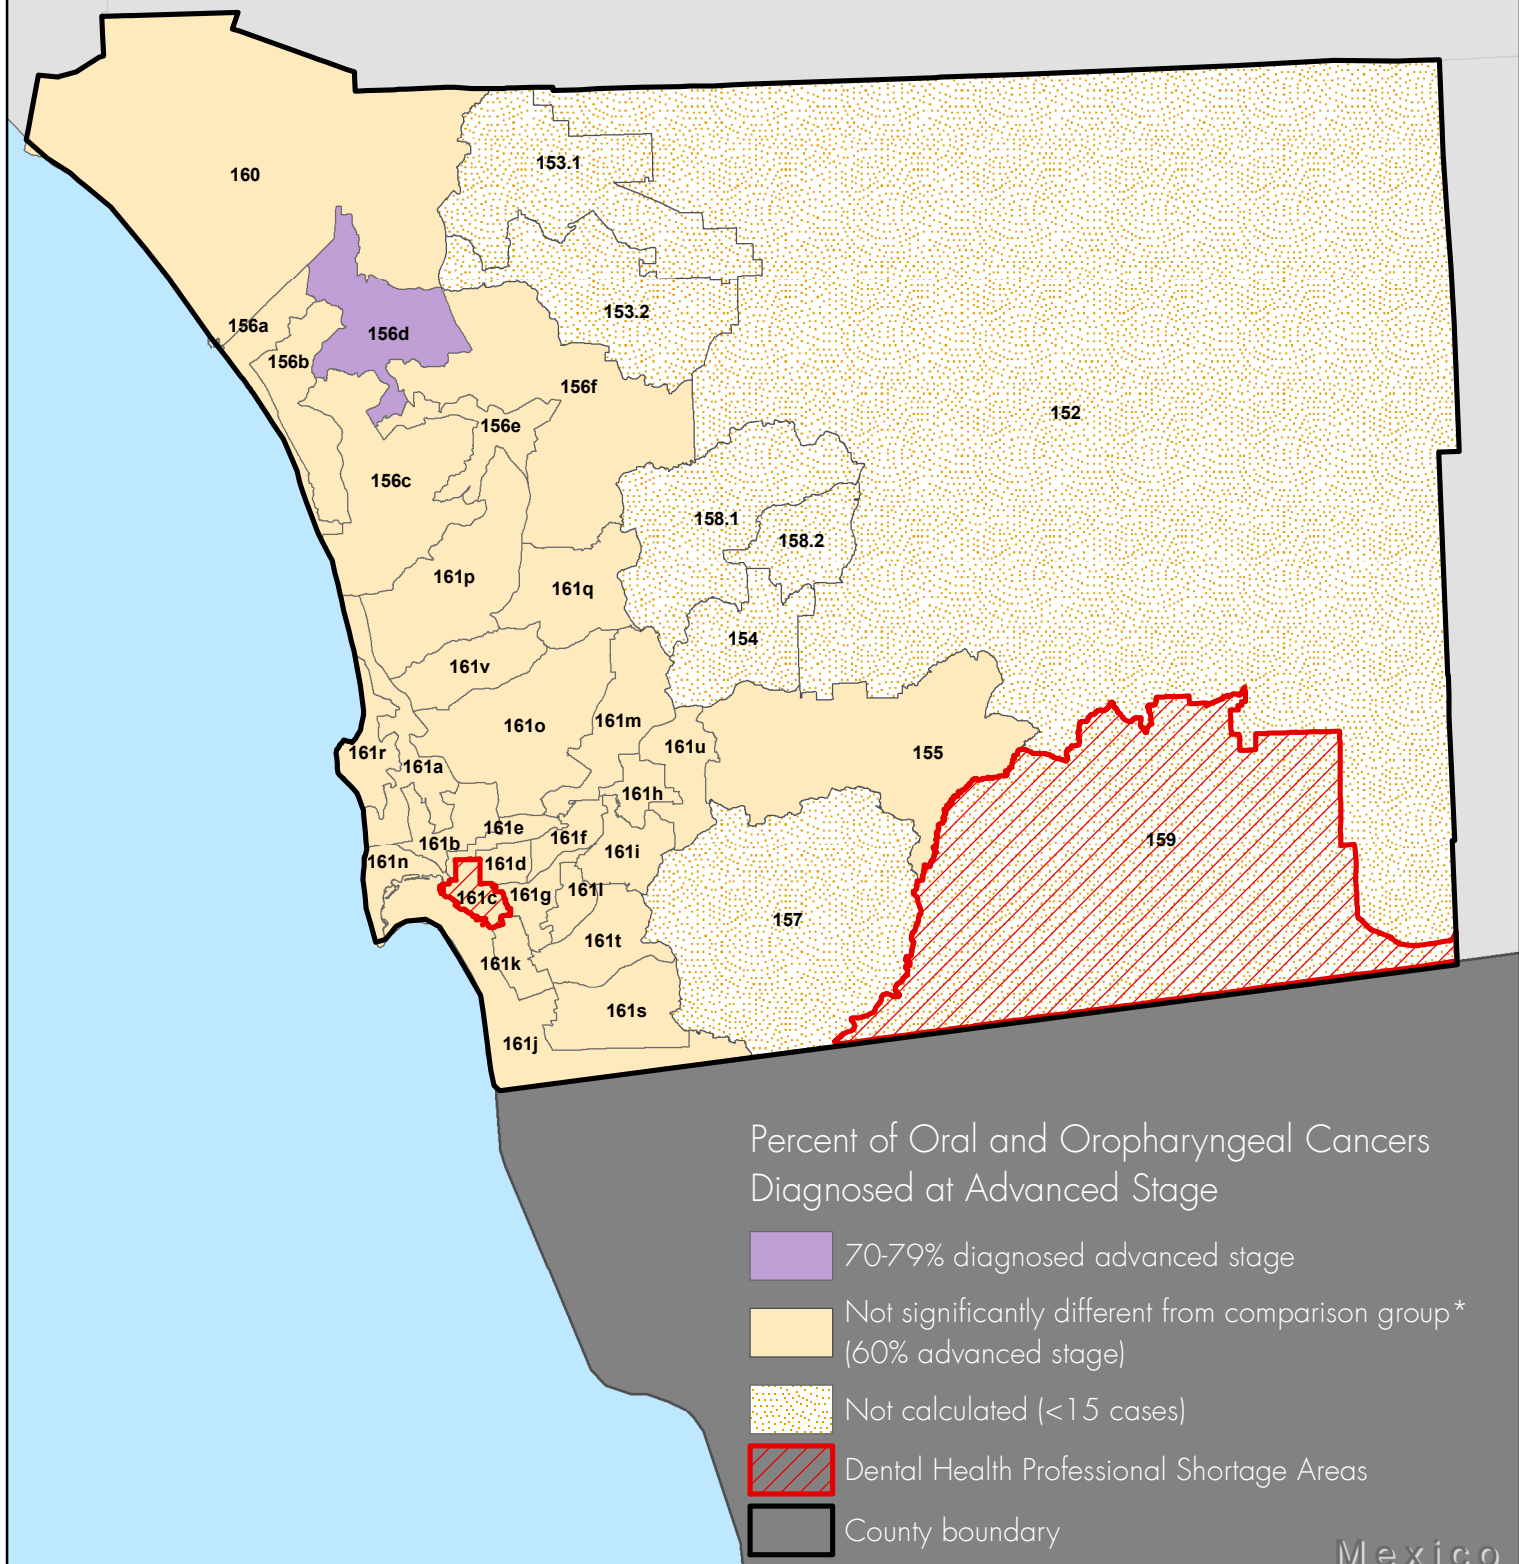 153.1
160
153.2
156a
156d
156b
156f
152
156e
156c
158.1
158.2
161p
161q
154
161v
161o
161m
161u
161r
155
161a
161h
161e
161f
159
161b
161i
161n
161d
161l
161c
161g
157
161t
161k
161s
161j
Percent of Oral and Oropharyngeal Cancers
Diagnosed at Advanced Stage
70-79% diagnosed advanced stage
Not significantly different from comparison group*
(60% advanced stage)
Not calculated (<15 cases)
Dental Health Professional Shortage Areas
County boundary
Mexico